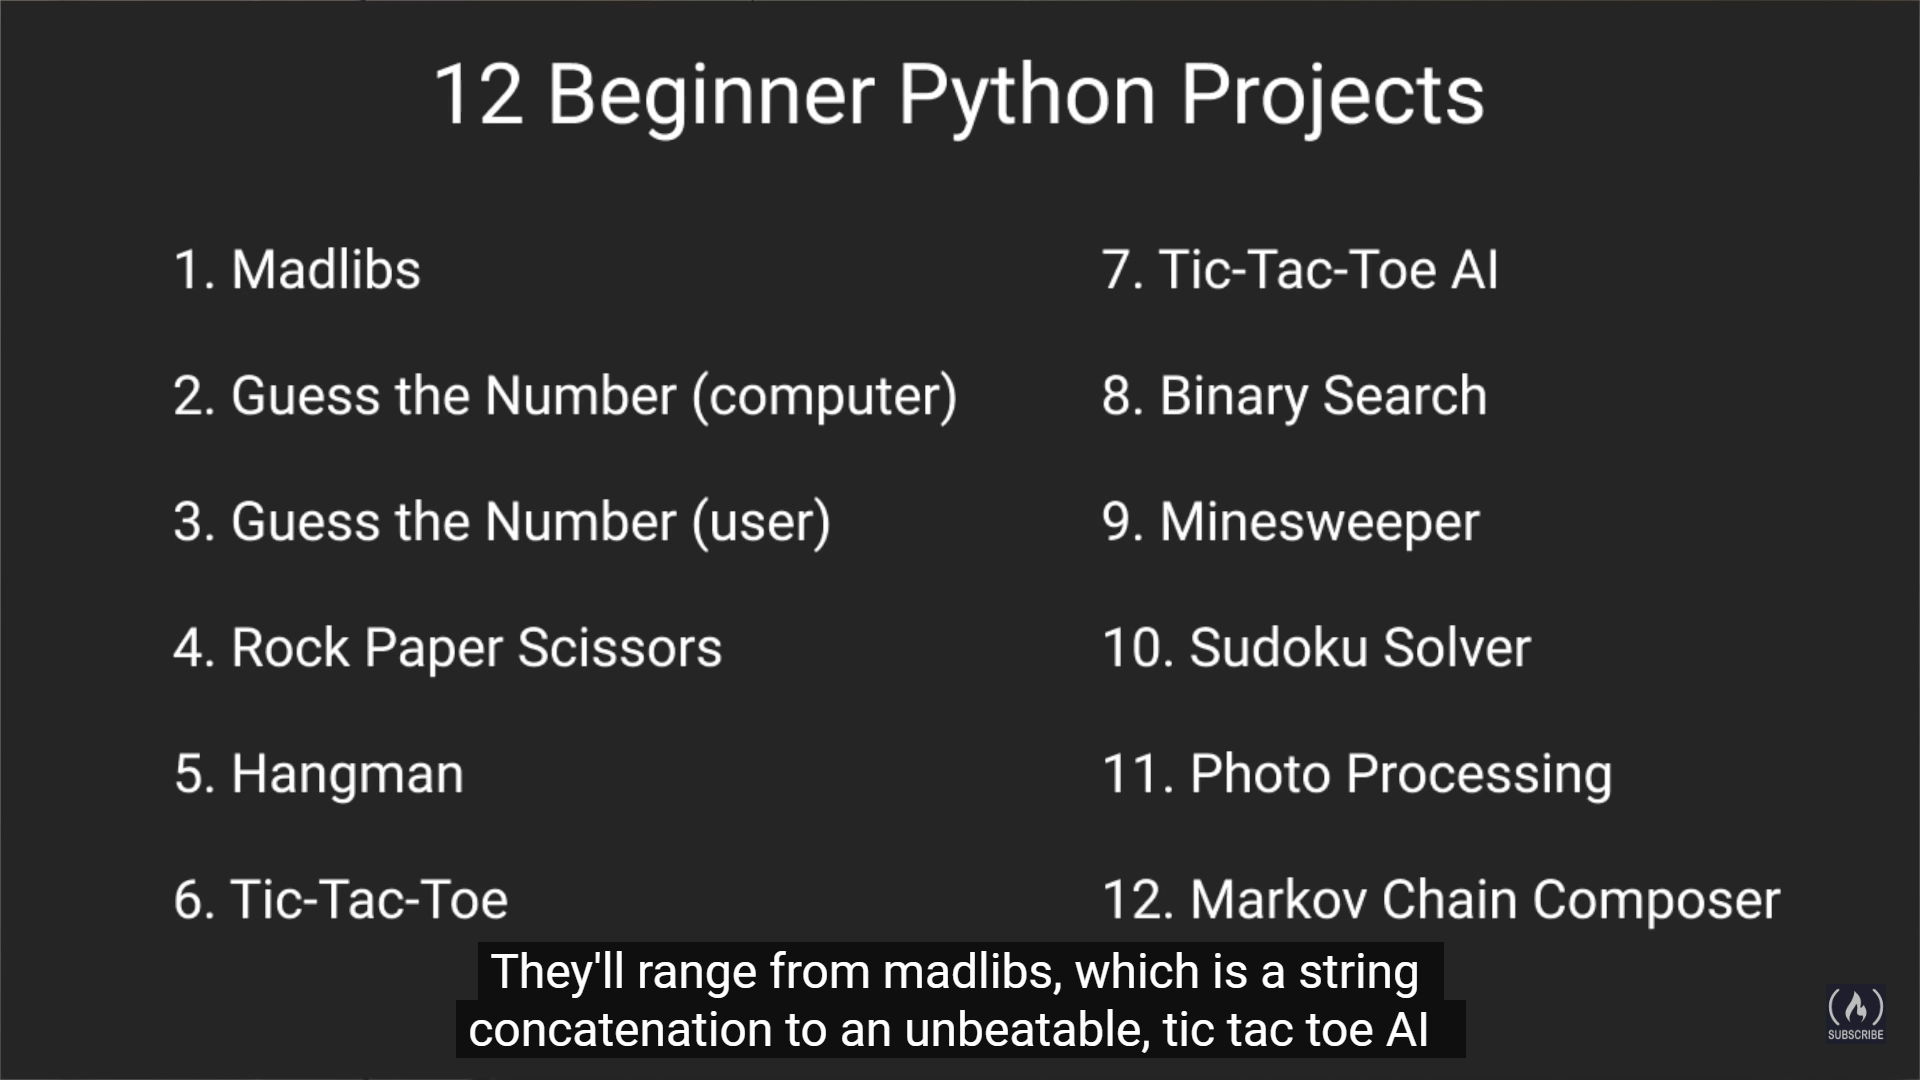 12 Beginner Python Projects
1. Madlibs
2. Guess the Number (computer)
3. Guess the Number (user)
4. Rock Paper Scissors
5. Hangman
6. Tic-Tac-Toe
7. Tic-Tac-Toe AI
8. Binary Search
9. Minesweeper
10. Sudoku Solver
11. Photo Processing
12. Markov Chain Composer
They'll range from madlibs, which is a string
concatenation to an unbeatable, tic tac toe AI
SUBSCRIBE